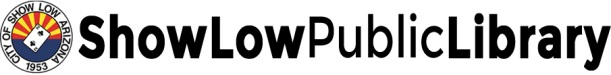 CITY OF SHOW LOW ARIZONA
1953
ShowLowPublicLibrary